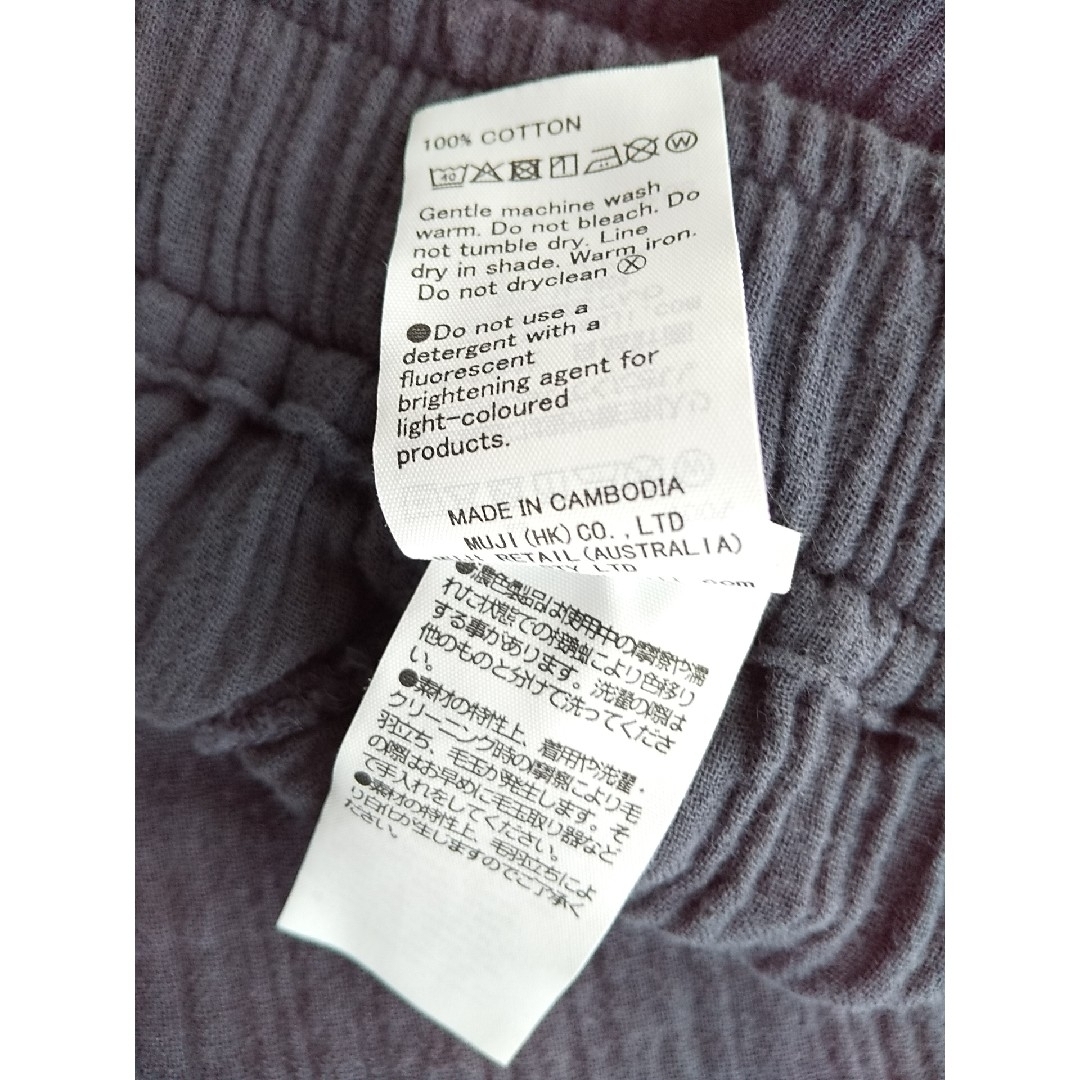 100% COTTON
40
W
Gentle machine wash
warm. Do not bleach. Do
not tumble dry. Line
dry in shade. Warm iron.
Do not dryclean
●Do not use a
detergent with a
fluorescent
brightening agent for
light-coloured
products.
MADE IN CAMBODIA
MUJI (HK) CO., LTD
RETAIL (AUSTRALIA)
LTD
.com
●濃色製品は使用中の摩擦や濡
れた状態での接触により色移り
する事があります。洗濯の際は
他のものと分けて洗ってくださ
い。
●素材の特性上、着用や洗濯・
クリーニング時の摩擦により毛
羽立ち、毛玉が発生します。そ
の際はお早めに毛玉取り器など
で手入れをしてください。
●素材の特性上、毛羽立ちによ
り白化が生じますのでご了承く
ださい。